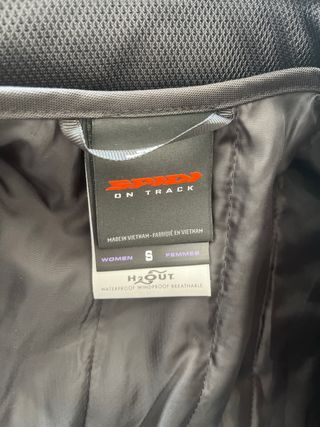 SPIDI
ON TRACK
MADE IN VIETNAM - FABRIQUÉ EN VIETNAM
WOMEN S FEMMES
H2OUT
WATERPROOF WINDPROOF BREATHABLE